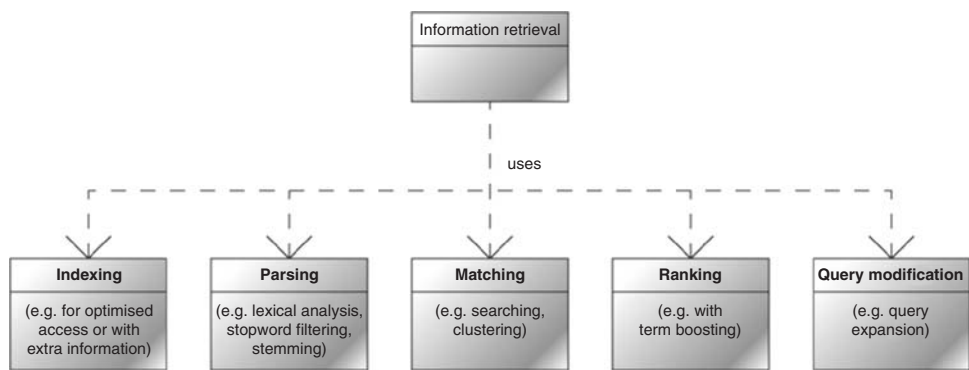 Information retrieval
uses
Indexing
(e.g. for optimised
access or with
extra information)
Parsing
(e.g. lexical analysis,
stopword filtering,
stemming)
Matching
(e.g. searching,
clustering)
Ranking
(e.g. with
term boosting)
Query modification
(e.g. query
expansion)